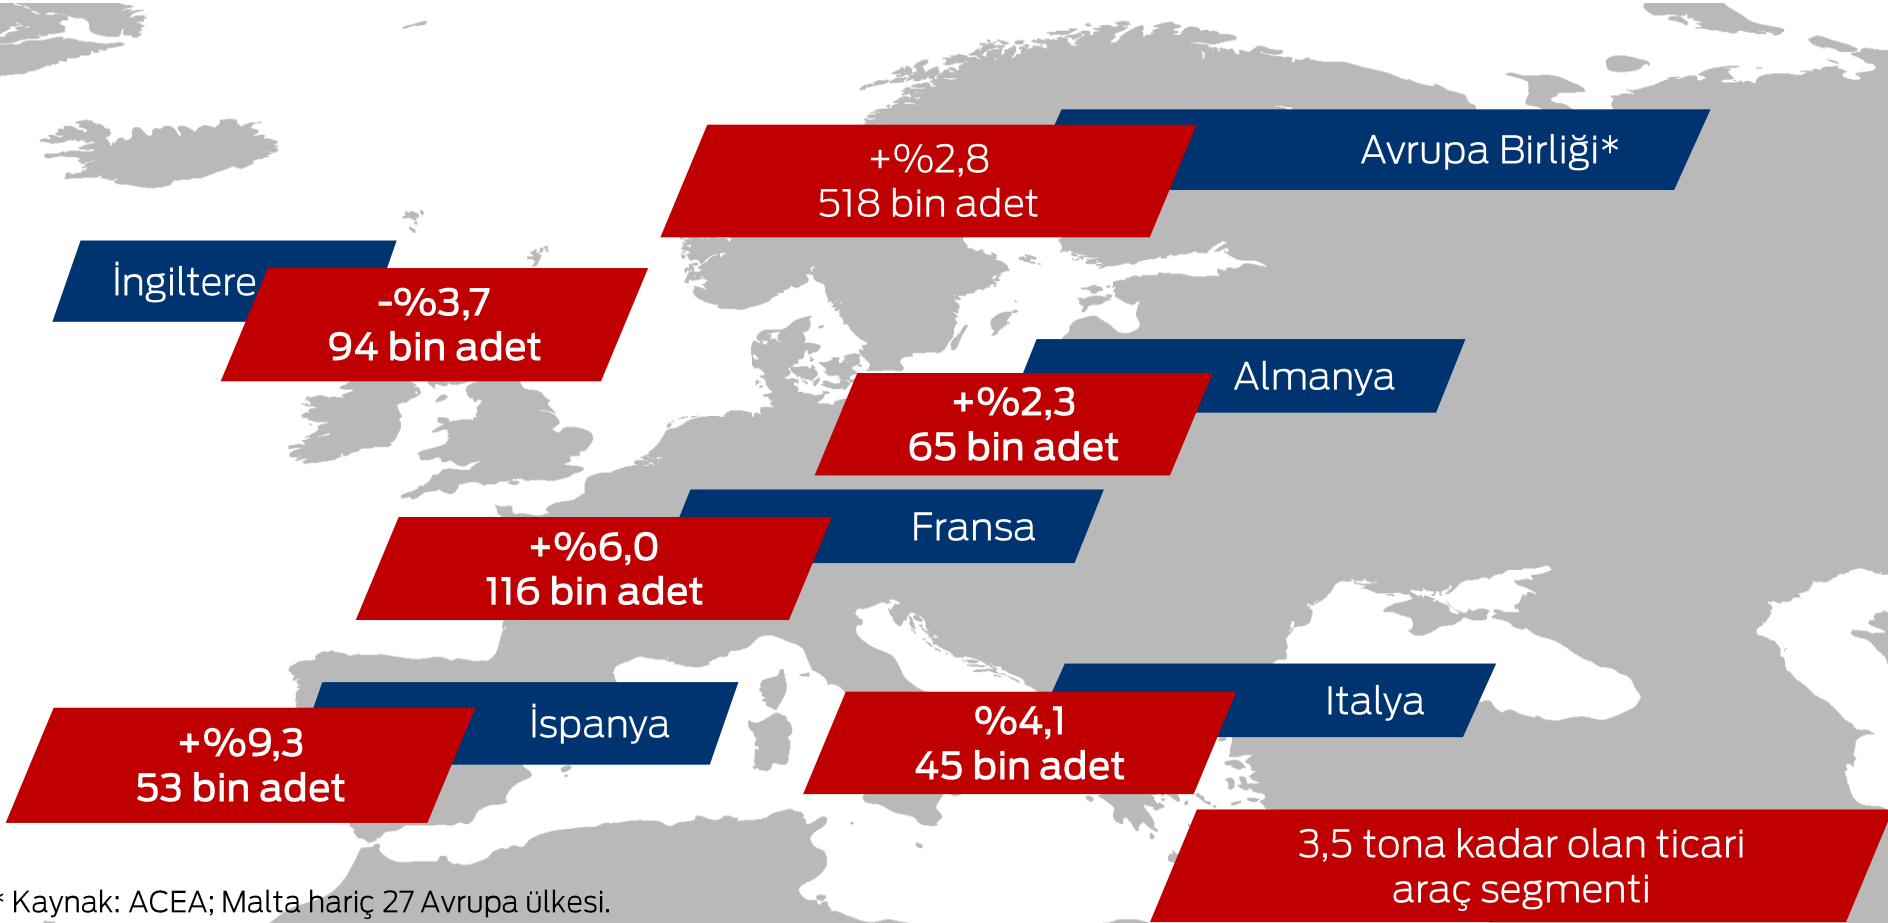 Avrupa Birliği*
+%2,8
518 bin adet
İngiltere
-%3,7
94 bin adet
Almanya
+%2,3
65 bin adet
Fransa
+%6,0
116 bin adet
İspanya
+%9,3
53 bin adet
Italya
%4,1
45 bin adet
3,5 tona kadar olan ticari
araç segmenti
* Kaynak: ACEA; Malta hariç 27 Avrupa ülkesi.